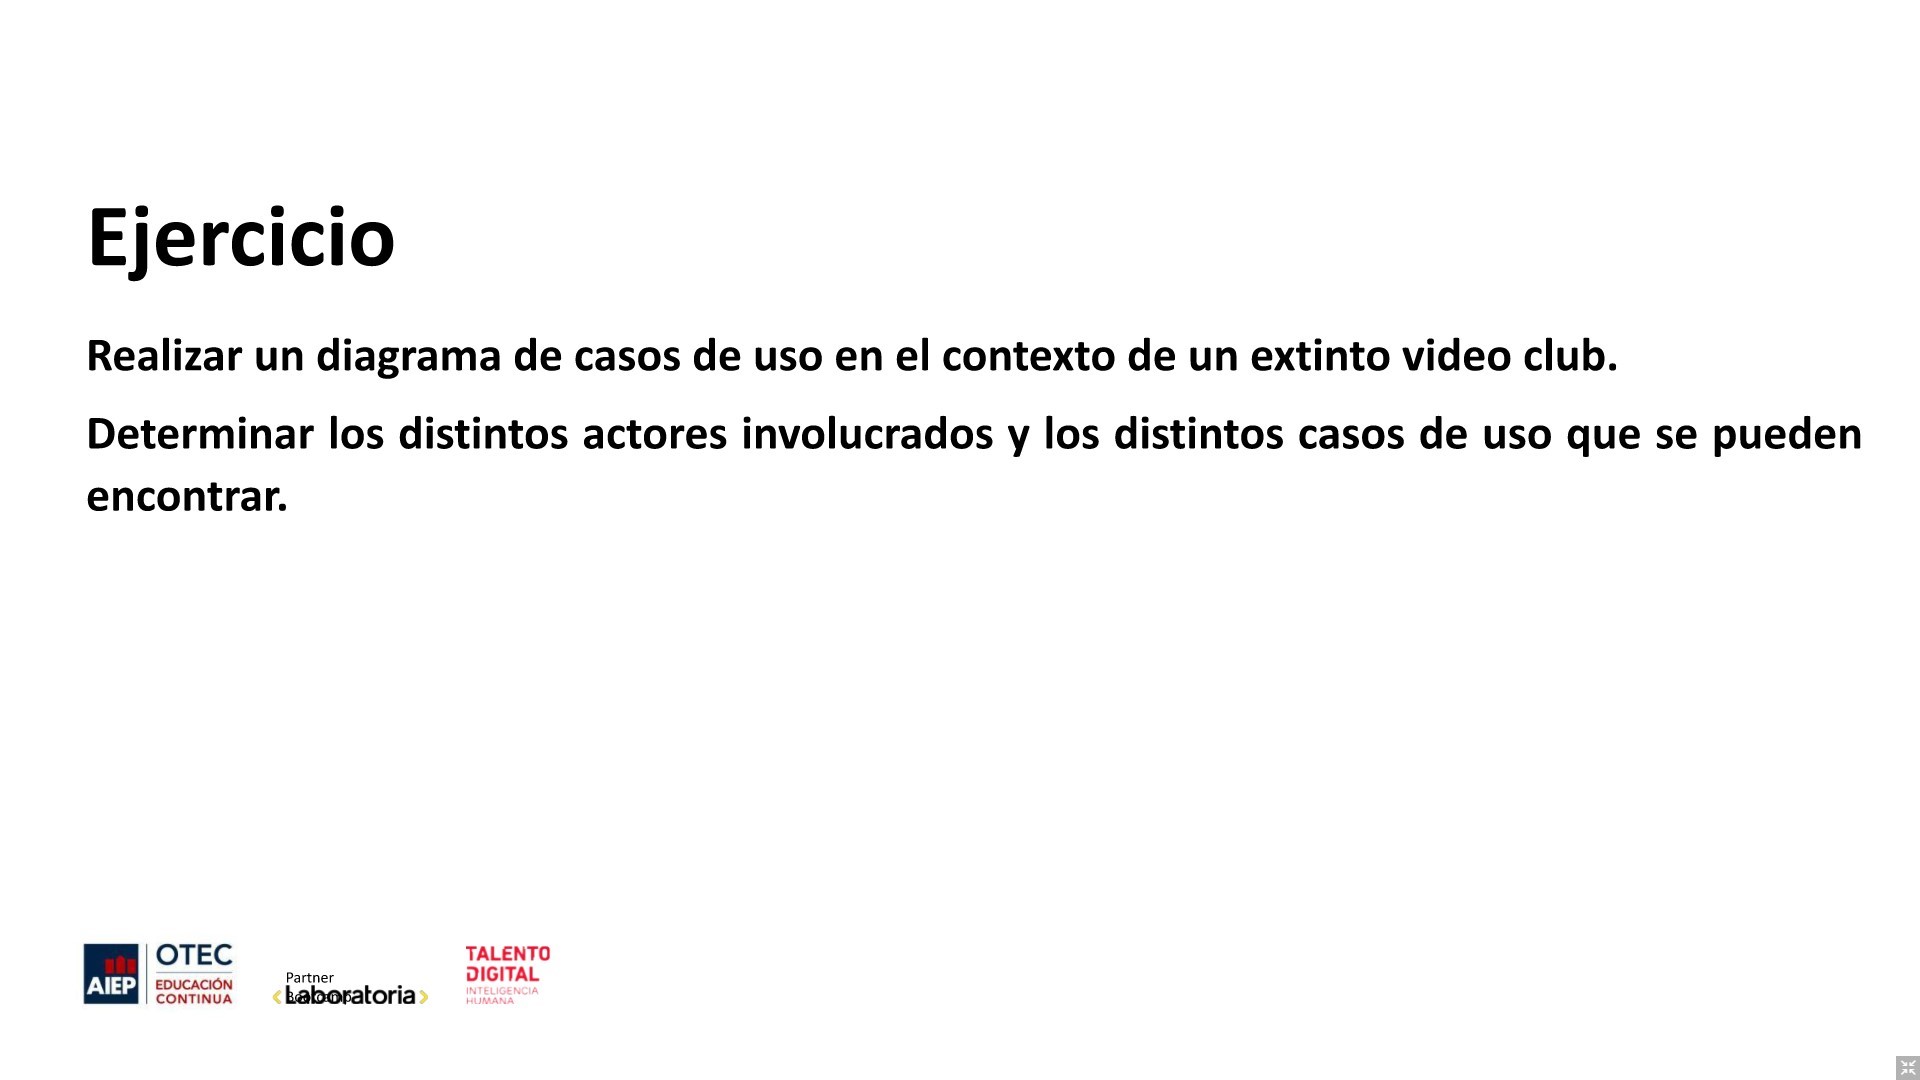 Ejercicio
Realizar un diagrama de casos de uso en el contexto de un extinto video club.
Determinar los distintos actores involucrados y los distintos casos de uso que se pueden
encontrar.
AIEP
OTEC
EDUCACIÓN
CONTINUA
Partner
Laboratoria
TALENTO
DIGITAL
INTELIGENCIA
HUMANA